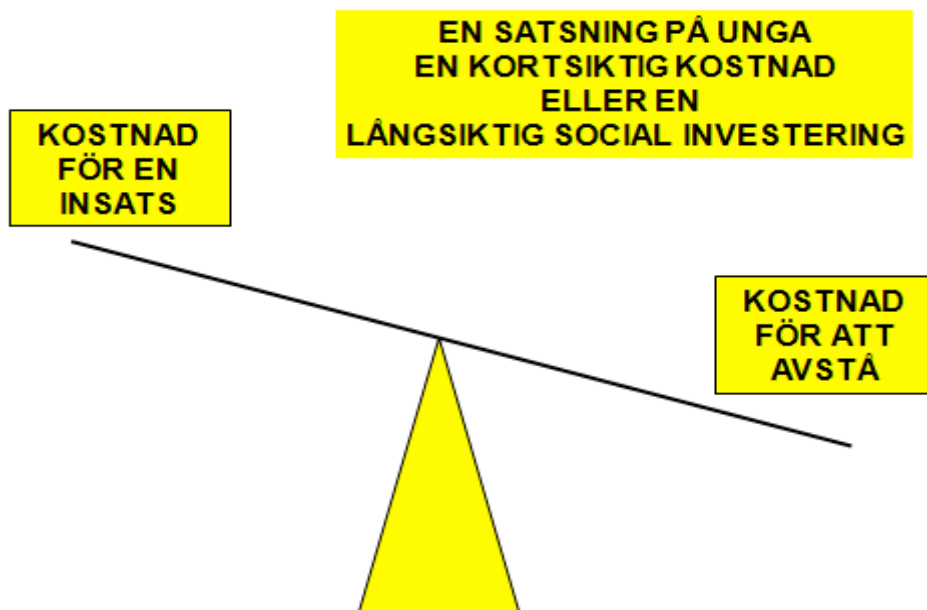 EN SATSNING PÅ UNGA
EN KORTSIKTIG KOSTNAD
ELLER EN
LÅNGSIKTIG SOCIAL INVESTERING
KOSTNAD
FÖR EN
INSATS
KOSTNAD
FÖR ATT
AVSTÅ